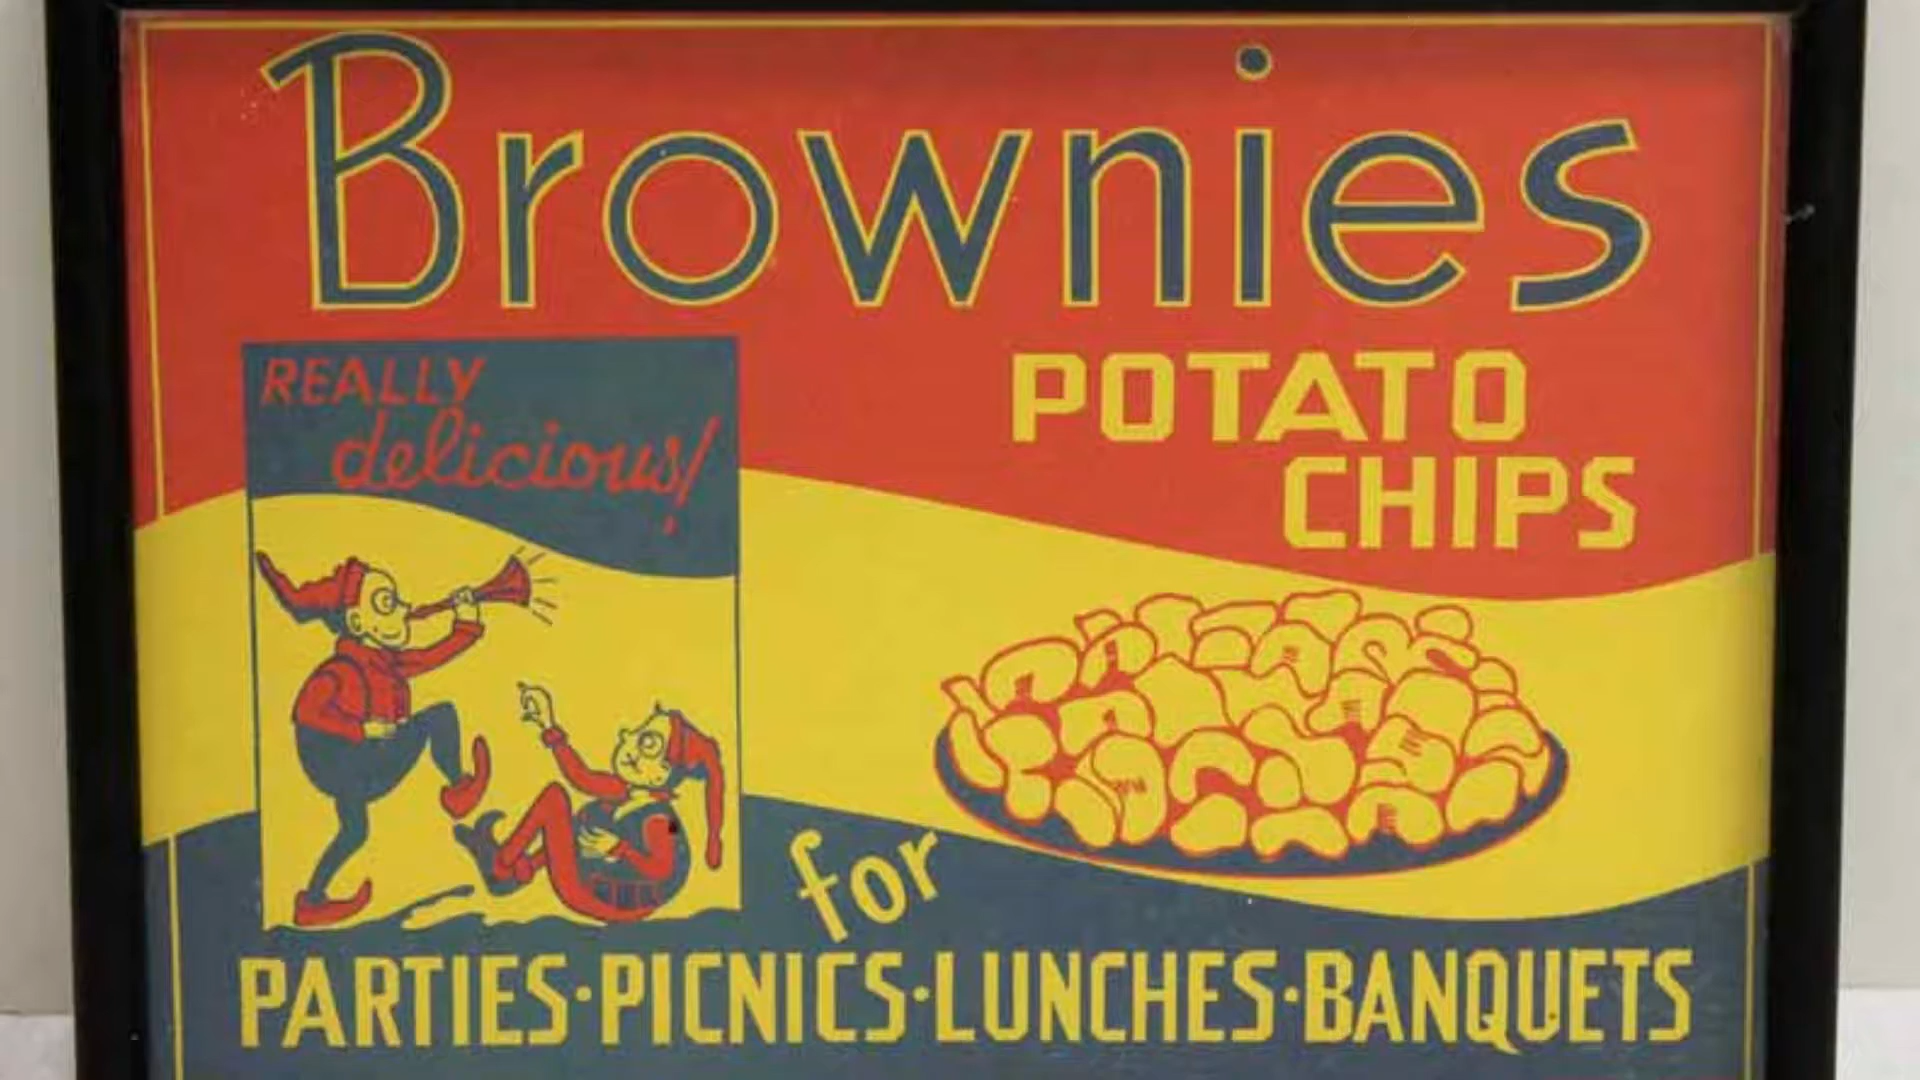 Brownies
POTATO
CHIPS
REALLY
delicious!
for
PARTIES·PICNICS·LUNCHES·BANQUETS